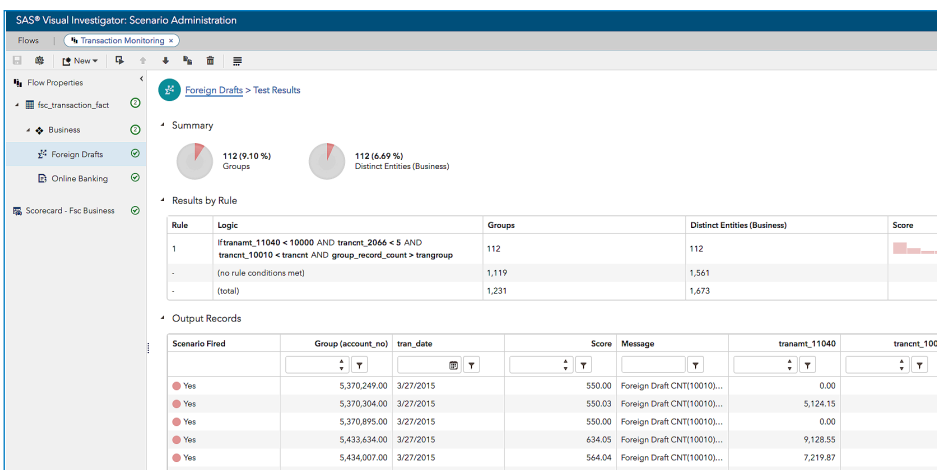 SAS® Visual Investigator: Scenario Administration
Flows | Transaction Monitoring ×
New
Flow Properties
Foreign Drafts > Test Results
fsc_transaction_fact 2
Summary
Business 2
112 (9.10 %)
Groups
112 (6.69 %)
Distinct Entities (Business)
Foreign Drafts
Online Banking
Results by Rule
Scorecard - Fsc Business
Rule Logic Groups Distinct Entities (Business) Score
1 If tranamt_11040 < 10000 AND trancnt_2066 < 5 AND
trancnt_10010 < trancnt AND group_record_count > trangroup 112 112
- (no rule conditions met) 1,119 1,561
- (total) 1,231 1,673
Output Records
Scenario Fired Group (account_no) tran_date Score Message tranamt_11040 trancnt_100
Yes 5,370,249.00 3/27/2015 550.00 Foreign Draft CNT(10010)... 0.00
Yes 5,370,304.00 3/27/2015 550.03 Foreign Draft CNT(10010)... 5,124.15
Yes 5,370,895.00 3/27/2015 550.00 Foreign Draft CNT(10010)... 0.00
Yes 5,433,634.00 3/27/2015 634.05 Foreign Draft CNT(10010)... 9,128.55
Yes 5,434,007.00 3/27/2015 564.04 Foreign Draft CNT(10010)... 7,219.87